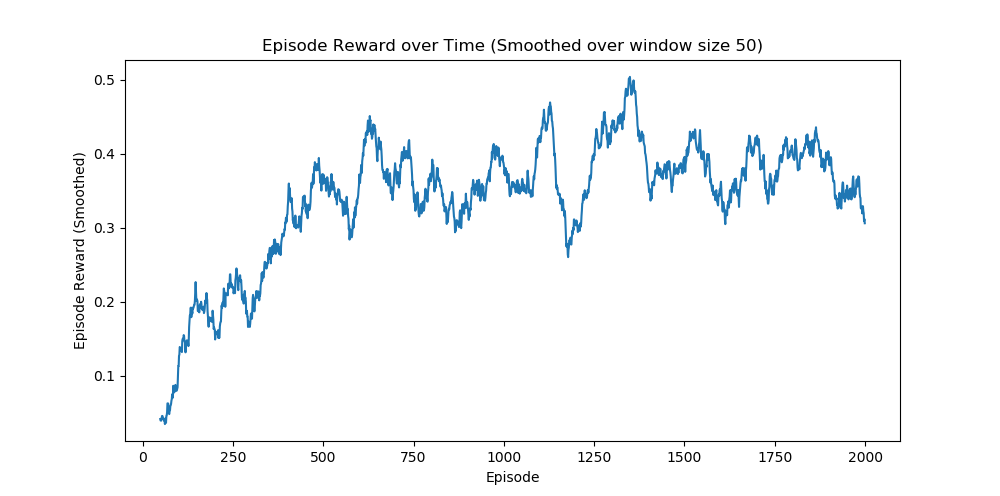 Episode Reward over Time (Smoothed over window size 50)
Episode Reward (Smoothed)
0.5
0.4
0.3
0.2
0.1
0 250 500 750 1000 1250 1500 1750 2000
Episode